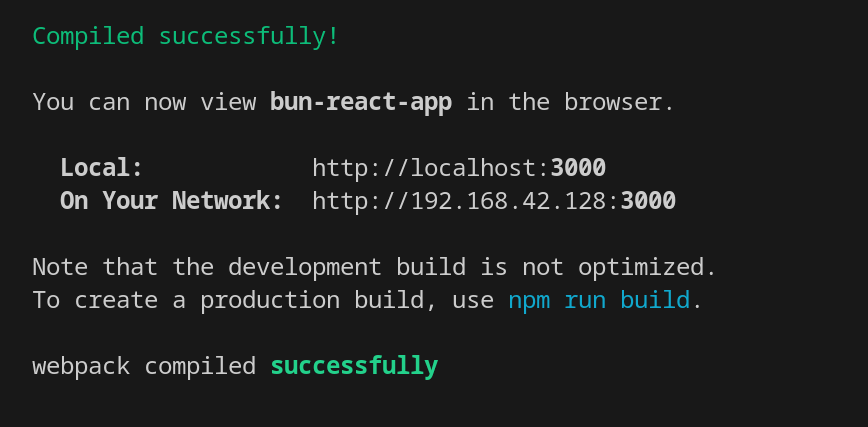 Compiled successfully!
You can now view bun-react-app in the browser.
Local: http://localhost:3000
On Your Network: http://192.168.42.128:3000
Note that the development build is not optimized.
To create a production build, use npm run build.
webpack compiled successfully